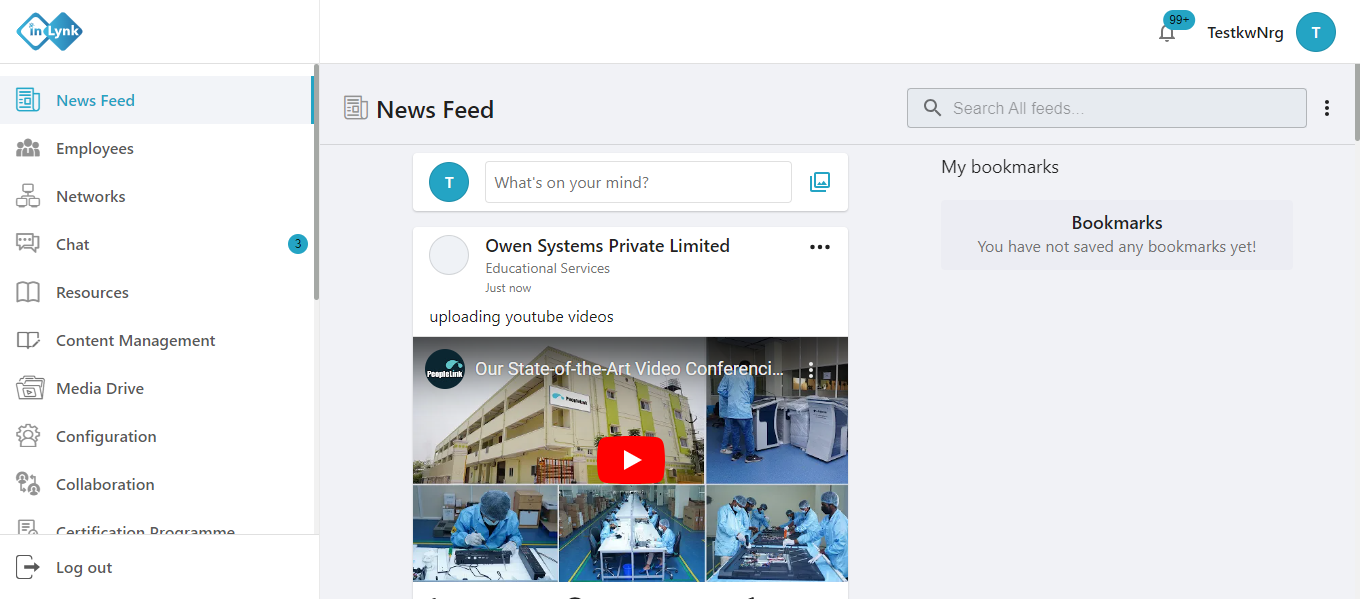 in Lynk
99+
TestkwNrg
T
News Feed
Employees
Networks
Chat
3
Resources
Content Management
Media Drive
Configuration
Collaboration
Certification Programme
Log out
News Feed
Search All feeds...
T
What's on your mind?
Owen Systems Private Limited
Educational Services
Just now
uploading youtube videos
PeopleLink
Our State-of-the-Art Video Conferenci...
PeopleLink
My bookmarks
Bookmarks
You have not saved any bookmarks yet!